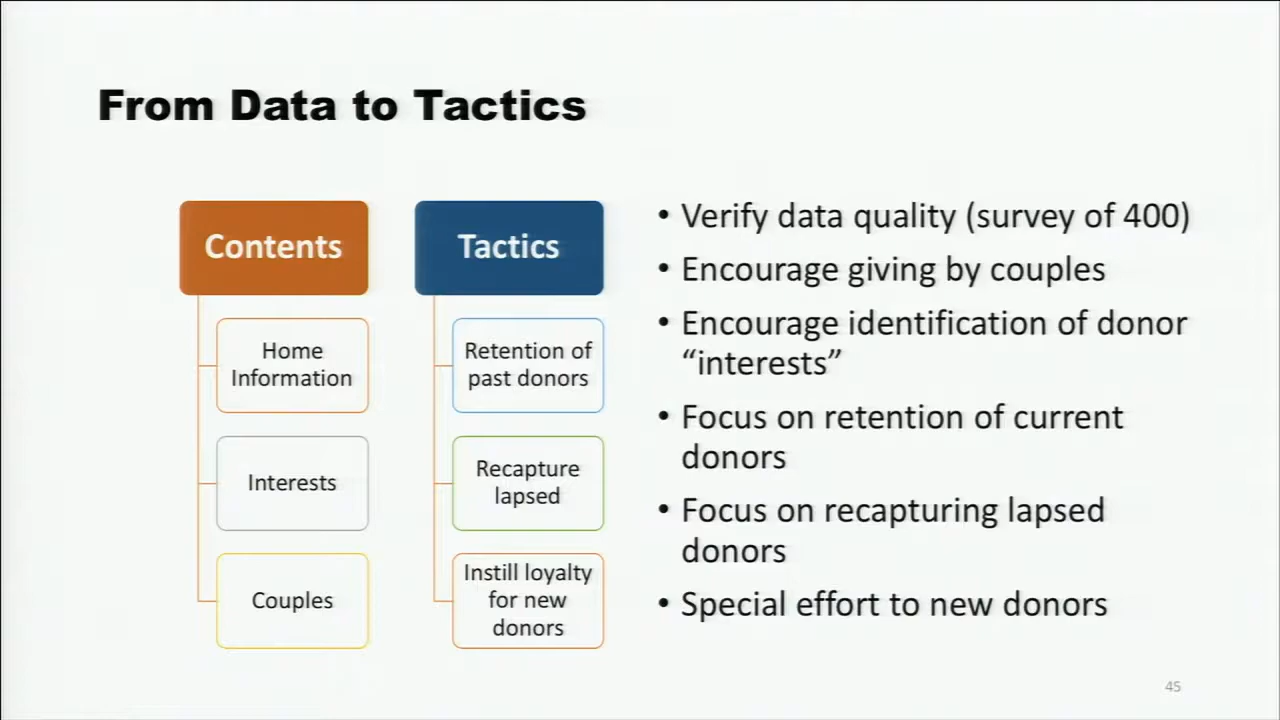 From Data to Tactics
Contents
Home
Information
Interests
Couples
Tactics
Retention of
past donors
Recapture
lapsed
Instill loyalty
for new
donors
• Verify data quality (survey of 400)
• Encourage giving by couples
• Encourage identification of donor
“interests”
• Focus on retention of current
donors
• Focus on recapturing lapsed
donors
• Special effort to new donors
45